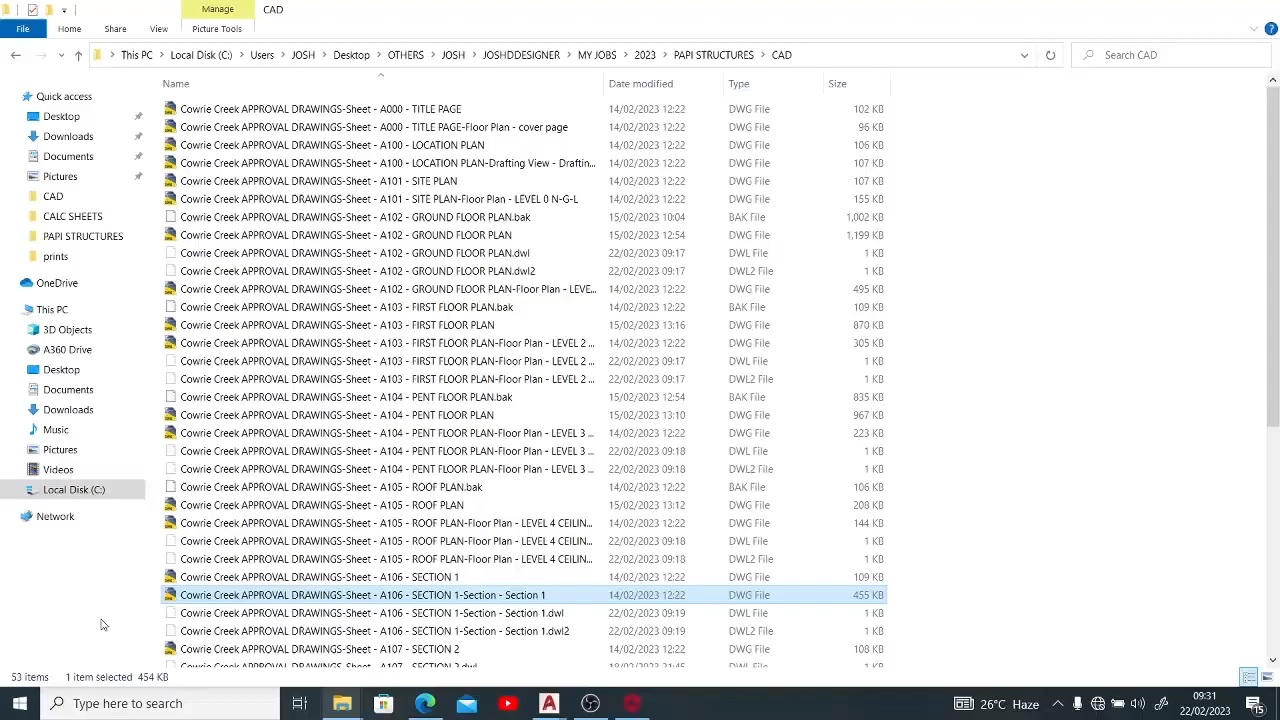 Manage CAD
File Home Share View Picture Tools
This PC Local Disk (C:) Users JOSH Desktop OTHERS JOSH JOSHDDESIGNER MY JOBS 2023 PAPI STRUCTURES CAD Search CAD
Name Date modified Type Size
Quick access
Desktop
Downloads
Documents
Pictures
CAD
CALC SHEETS
PAPI STRUCTURES
prints
OneDrive
This PC
3D Objects
A360 Drive
Desktop
Documents
Downloads
Music
Pictures
Videos
Local Disk (C:)
Network
Cowrie Creek APPROVAL DRAWINGS-Sheet - A000 - TITLE PAGE 14/02/2023 12:22 DWG File 102 KB
Cowrie Creek APPROVAL DRAWINGS-Sheet - A000 - TITLE PAGE-Floor Plan - cover page 14/02/2023 12:22 DWG File 96 KB
Cowrie Creek APPROVAL DRAWINGS-Sheet - A100 - LOCATION PLAN 14/02/2023 12:22 DWG File 106 KB
Cowrie Creek APPROVAL DRAWINGS-Sheet - A100 - LOCATION PLAN-Drafting View - Draftin... 14/02/2023 12:22 DWG File 107 KB
Cowrie Creek APPROVAL DRAWINGS-Sheet - A101 - SITE PLAN 14/02/2023 12:22 DWG File 107 KB
Cowrie Creek APPROVAL DRAWINGS-Sheet - A101 - SITE PLAN-Floor Plan - LEVEL 0 N-G-L 14/02/2023 12:22 DWG File 155 KB
Cowrie Creek APPROVAL DRAWINGS-Sheet - A102 - GROUND FLOOR PLAN.bak 15/02/2023 10:04 BAK File 1,002 KB
Cowrie Creek APPROVAL DRAWINGS-Sheet - A102 - GROUND FLOOR PLAN 15/02/2023 12:54 DWG File 1,199 KB
Cowrie Creek APPROVAL DRAWINGS-Sheet - A102 - GROUND FLOOR PLAN.dwl 22/02/2023 09:17 DWL File 1 KB
Cowrie Creek APPROVAL DRAWINGS-Sheet - A102 - GROUND FLOOR PLAN.dwl2 22/02/2023 09:17 DWL2 File 1 KB
Cowrie Creek APPROVAL DRAWINGS-Sheet - A102 - GROUND FLOOR PLAN-Floor Plan - LEVE... 14/02/2023 12:22 DWG File 495 KB
Cowrie Creek APPROVAL DRAWINGS-Sheet - A103 - FIRST FLOOR PLAN.bak 14/02/2023 12:22 BAK File 109 KB
Cowrie Creek APPROVAL DRAWINGS-Sheet - A103 - FIRST FLOOR PLAN 15/02/2023 13:16 DWG File 870 KB
Cowrie Creek APPROVAL DRAWINGS-Sheet - A103 - FIRST FLOOR PLAN-Floor Plan - LEVEL 2 ... 14/02/2023 12:22 DWG File 305 KB
Cowrie Creek APPROVAL DRAWINGS-Sheet - A103 - FIRST FLOOR PLAN-Floor Plan - LEVEL 2 ... 22/02/2023 09:17 DWL File 1 KB
Cowrie Creek APPROVAL DRAWINGS-Sheet - A103 - FIRST FLOOR PLAN-Floor Plan - LEVEL 2 ... 22/02/2023 09:17 DWL2 File 1 KB
Cowrie Creek APPROVAL DRAWINGS-Sheet - A104 - PENT FLOOR PLAN.bak 15/02/2023 12:54 BAK File 835 KB
Cowrie Creek APPROVAL DRAWINGS-Sheet - A104 - PENT FLOOR PLAN 15/02/2023 13:10 DWG File 967 KB
Cowrie Creek APPROVAL DRAWINGS-Sheet - A104 - PENT FLOOR PLAN-Floor Plan - LEVEL 3 ... 14/02/2023 12:22 DWG File 223 KB
Cowrie Creek APPROVAL DRAWINGS-Sheet - A104 - PENT FLOOR PLAN-Floor Plan - LEVEL 3 ... 22/02/2023 09:18 DWL File 1 KB
Cowrie Creek APPROVAL DRAWINGS-Sheet - A104 - PENT FLOOR PLAN-Floor Plan - LEVEL 3 ... 22/02/2023 09:18 DWL2 File 1 KB
Cowrie Creek APPROVAL DRAWINGS-Sheet - A105 - ROOF PLAN.bak 14/02/2023 12:22 BAK File 106 KB
Cowrie Creek APPROVAL DRAWINGS-Sheet - A105 - ROOF PLAN 15/02/2023 13:12 DWG File 208 KB
Cowrie Creek APPROVAL DRAWINGS-Sheet - A105 - ROOF PLAN-Floor Plan - LEVEL 4 CEILIN... 14/02/2023 12:22 DWG File 144 KB
Cowrie Creek APPROVAL DRAWINGS-Sheet - A105 - ROOF PLAN-Floor Plan - LEVEL 4 CEILIN... 22/02/2023 09:18 DWL File 1 KB
Cowrie Creek APPROVAL DRAWINGS-Sheet - A105 - ROOF PLAN-Floor Plan - LEVEL 4 CEILIN... 22/02/2023 09:18 DWL2 File 1 KB
Cowrie Creek APPROVAL DRAWINGS-Sheet - A106 - SECTION 1 14/02/2023 12:22 DWG File 109 KB
Cowrie Creek APPROVAL DRAWINGS-Sheet - A106 - SECTION 1-Section - Section 1 14/02/2023 12:22 DWG File 455 KB
Cowrie Creek APPROVAL DRAWINGS-Sheet - A106 - SECTION 1-Section - Section 1.dwl 22/02/2023 09:19 DWL File 1 KB
Cowrie Creek APPROVAL DRAWINGS-Sheet - A106 - SECTION 1-Section - Section 1.dwl2 22/02/2023 09:19 DWL2 File 1 KB
Cowrie Creek APPROVAL DRAWINGS-Sheet - A107 - SECTION 2 14/02/2023 12:22 DWG File 108 KB
Cowrie Creek APPROVAL DRAWINGS-Sheet - A107 - SECTION 2.dwl 18/02/2023 21:45 DWL File 1 KB
53 items 1 item selected 454 KB
Type here to search 26°C Haze 09:31
22/02/2023 15